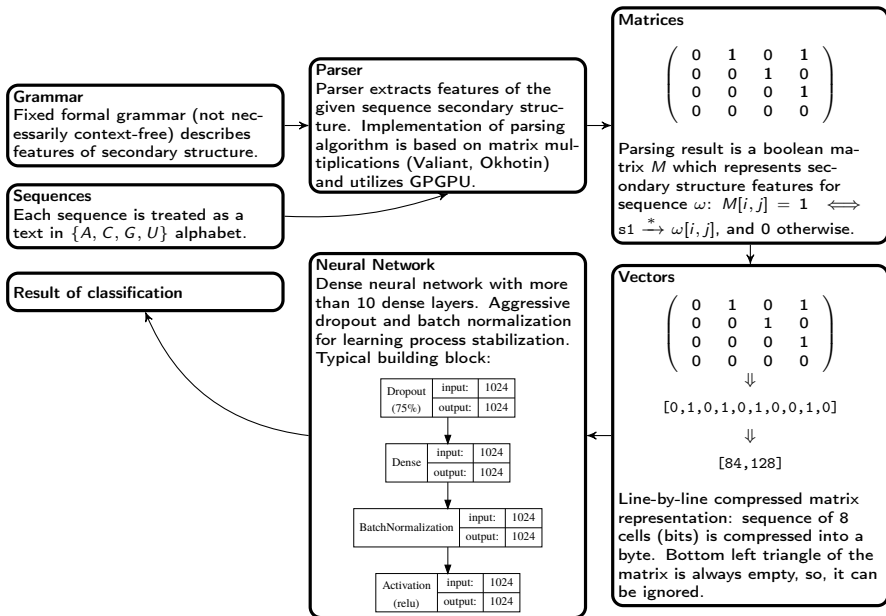 Grammar
Fixed formal grammar (not nec-
essarily context-free) describes
features of secondary structure.
Sequences
Each sequence is treated as a
text in {A, C, G, U} alphabet.
Parser
Parser extracts features of the
given sequence secondary struc-
ture. Implementation of parsing
algorithm is based on matrix mul-
tiplications (Valiant, Okhotin)
and utilizes GPGPU.
Matrices
0 1 0 1
0 0 1 0
0 0 0 1
0 0 0 0
Parsing result is a boolean ma-
trix M which represents sec-
ondary structure features for
sequence ω: M[i, j] = 1 ⟺
s1 →* ω[i, j], and 0 otherwise.
Vectors
0 1 0 1
0 0 1 0
0 0 0 1
0 0 0 0
⇓
[0,1,0,1,0,1,0,0,1,0]
⇓
[84,128]
Line-by-line compressed matrix
representation: sequence of 8
cells (bits) is compressed into a
byte. Bottom left triangle of the
matrix is always empty, so, it can
be ignored.
Neural Network
Dense neural network with more
than 10 dense layers. Aggressive
dropout and batch normalization
for learning process stabilization.
Typical building block:
Dropout
(75%)
input: 1024
output: 1024
Dense
input: 1024
output: 1024
BatchNormalization
input: 1024
output: 1024
Activation
(relu)
input: 1024
output: 1024
Result of classification